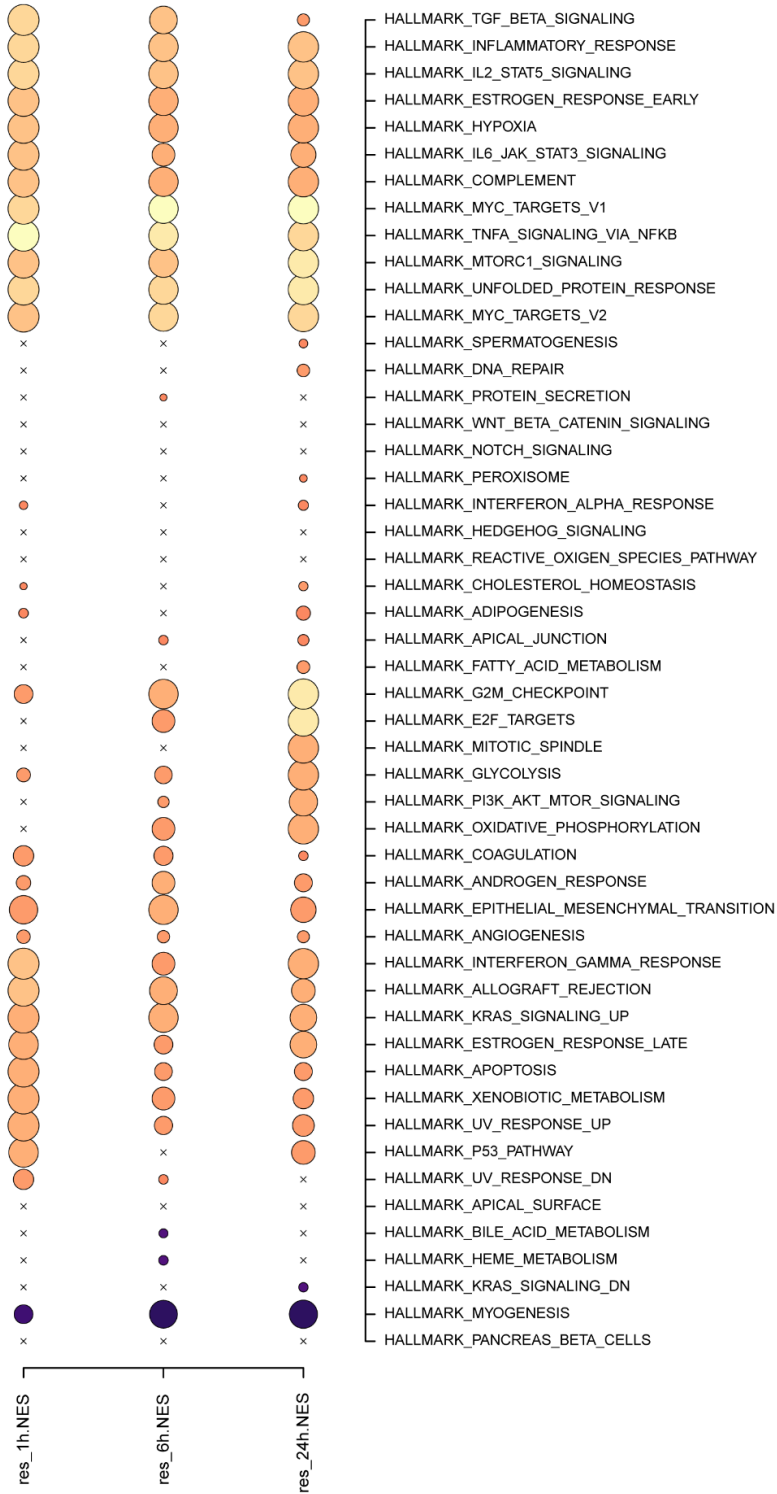 HALLMARK_TGF_BETA_SIGNALING
HALLMARK_INFLAMMATORY_RESPONSE
HALLMARK_IL2_STAT5_SIGNALING
HALLMARK_ESTROGEN_RESPONSE_EARLY
HALLMARK_HYPOXIA
HALLMARK_IL6_JAK_STAT3_SIGNALING
HALLMARK_COMPLEMENT
HALLMARK_MYC_TARGETS_V1
HALLMARK_TNFA_SIGNALING_VIA_NFKB
HALLMARK_MTORC1_SIGNALING
HALLMARK_UNFOLDED_PROTEIN_RESPONSE
HALLMARK_MYC_TARGETS_V2
HALLMARK_SPERMATOGENESIS
HALLMARK_DNA_REPAIR
HALLMARK_PROTEIN_SECRETION
HALLMARK_WNT_BETA_CATENIN_SIGNALING
HALLMARK_NOTCH_SIGNALING
HALLMARK_PEROXISOME
HALLMARK_INTERFERON_ALPHA_RESPONSE
HALLMARK_HEDGEHOG_SIGNALING
HALLMARK_REACTIVE_OXIGEN_SPECIES_PATHWAY
HALLMARK_CHOLESTEROL_HOMEOSTASIS
HALLMARK_ADIPOGENESIS
HALLMARK_APICAL_JUNCTION
HALLMARK_FATTY_ACID_METABOLISM
HALLMARK_G2M_CHECKPOINT
HALLMARK_E2F_TARGETS
HALLMARK_MITOTIC_SPINDLE
HALLMARK_GLYCOLYSIS
HALLMARK_PI3K_AKT_MTOR_SIGNALING
HALLMARK_OXIDATIVE_PHOSPHORYLATION
HALLMARK_COAGULATION
HALLMARK_ANDROGEN_RESPONSE
HALLMARK_EPITHELIAL_MESENCHYMAL_TRANSITION
HALLMARK_ANGIOGENESIS
HALLMARK_INTERFERON_GAMMA_RESPONSE
HALLMARK_ALLOGRAFT_REJECTION
HALLMARK_KRAS_SIGNALING_UP
HALLMARK_ESTROGEN_RESPONSE_LATE
HALLMARK_APOPTOSIS
HALLMARK_XENOBIOTIC_METABOLISM
HALLMARK_UV_RESPONSE_UP
HALLMARK_P53_PATHWAY
HALLMARK_UV_RESPONSE_DN
HALLMARK_APICAL_SURFACE
HALLMARK_BILE_ACID_METABOLISM
HALLMARK_HEME_METABOLISM
HALLMARK_KRAS_SIGNALING_DN
HALLMARK_MYOGENESIS
HALLMARK_PANCREAS_BETA_CELLS
res_1h.NES
res_6h.NES
res_24h.NES